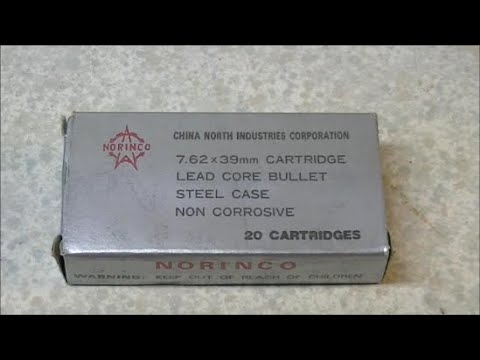 NORINCO
CHINA NORTH INDUSTRIES CORPORATION
7.62×39mm CARTRIDGE
LEAD CORE BULLET
STEEL CASE
NON CORROSIVE
20 CARTRIDGES
NORINCO
WARNING: KEEP OUT OF REACH OF CHILDREN